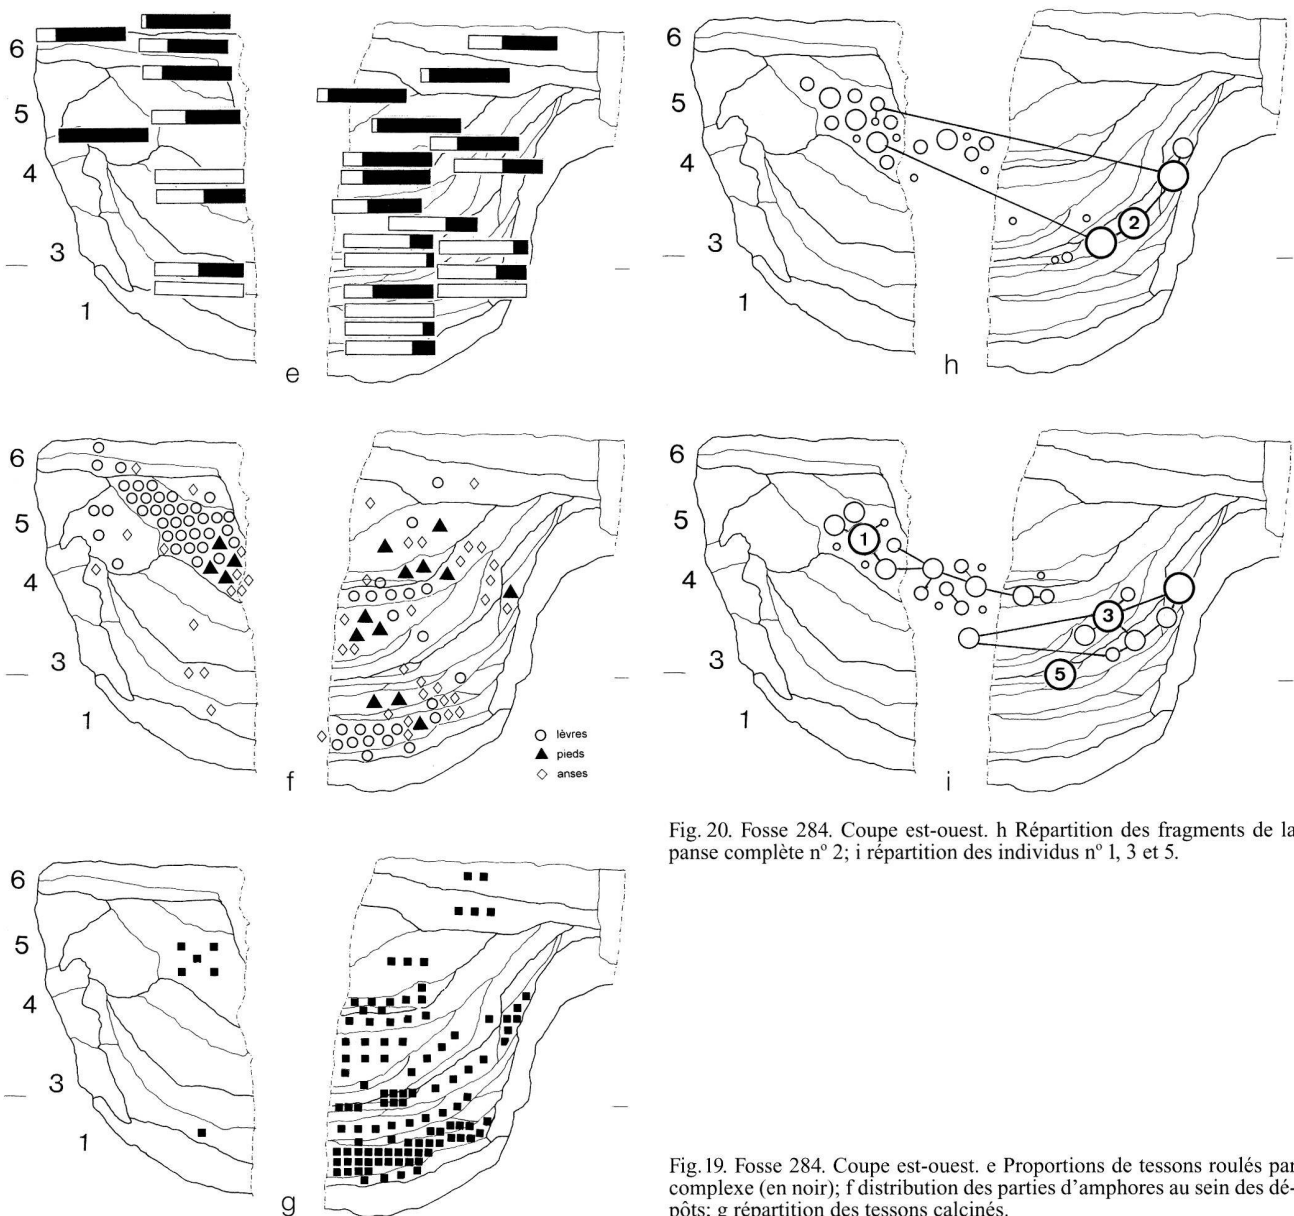 6
5
4
3
1
e
6
5
4
3
1
2
h
6
5
4
3
1
f
lèvres
pieds
anses
6
5
4
3
1
1
3
5
i
Fig. 20. Fosse 284. Coupe est-ouest. h Répartition des fragments de la
panse complète nº 2; i répartition des individus nº 1, 3 et 5.
6
5
4
3
1
g
Fig. 19. Fosse 284. Coupe est-ouest. e Proportions de tessons roulés par
complexe (en noir); f distribution des parties d'amphores au sein des dé-
pôts; g répartition des tessons calcinés.